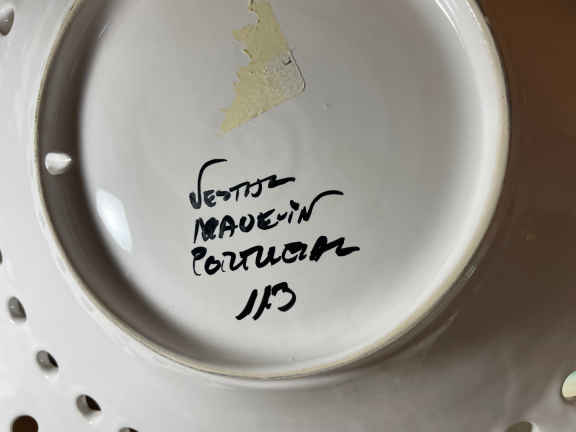 VESTAL
MADE-IN
PORTUGAL
113